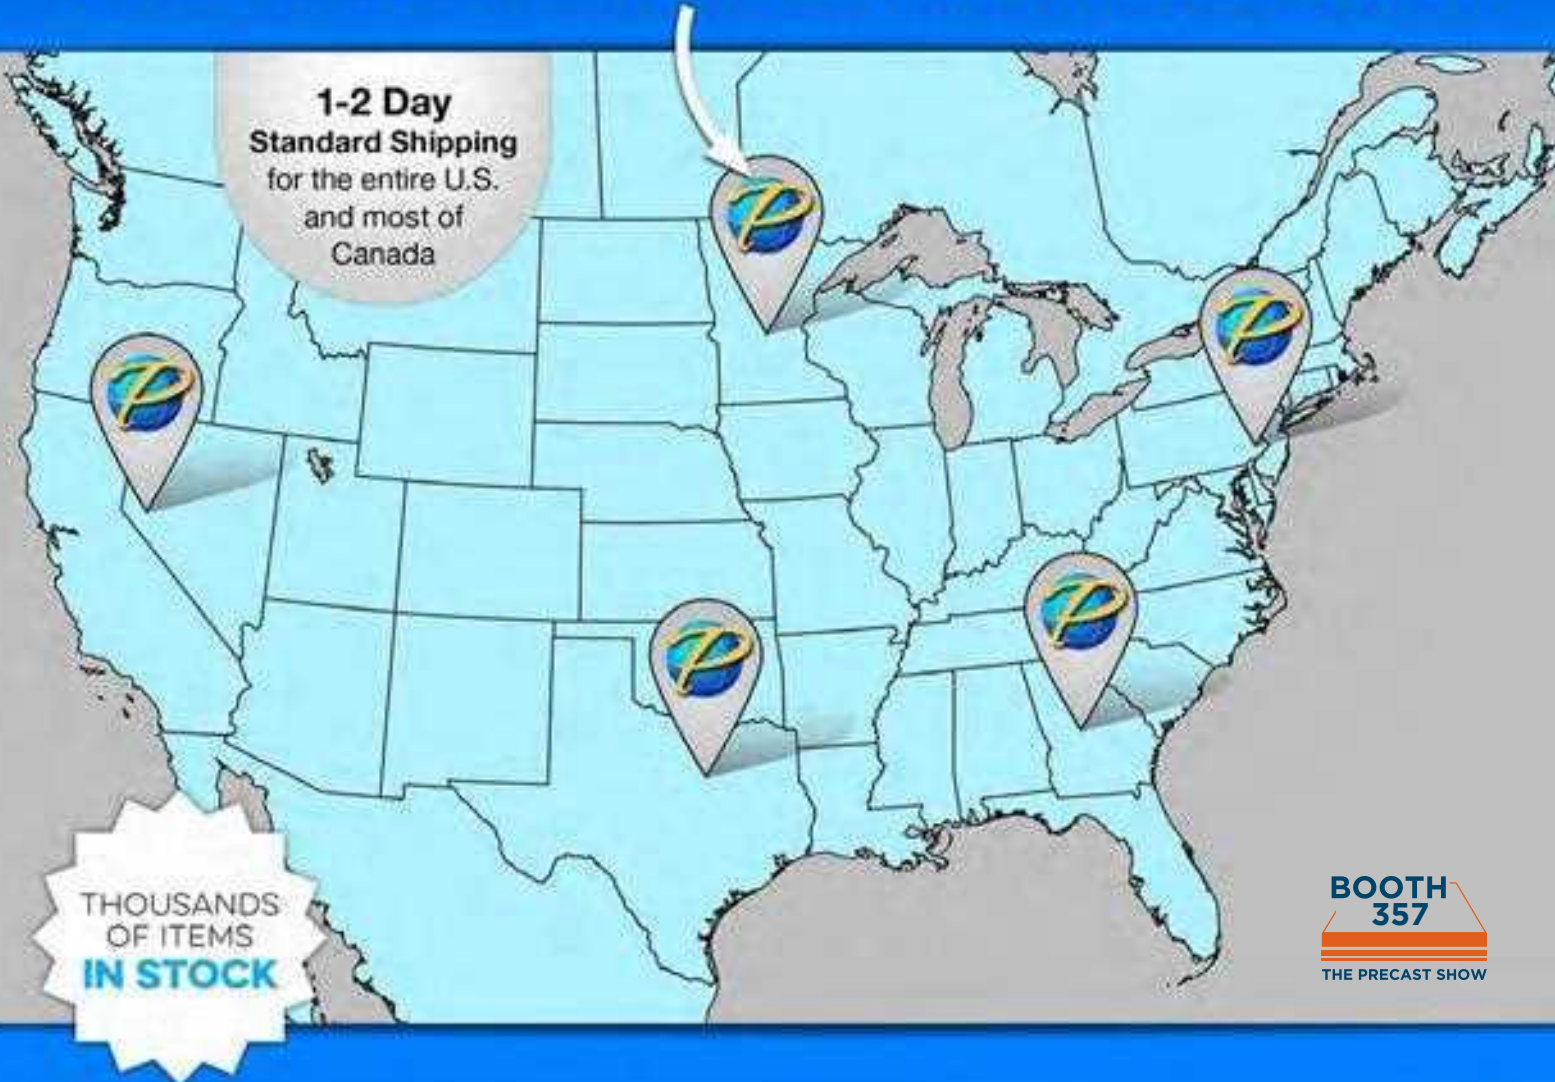 1-2 Day
Standard Shipping
for the entire U.S.
and most of
Canada
P
P
P
P
P
THOUSANDS
OF ITEMS
IN STOCK
BOOTH
357
THE PRECAST SHOW